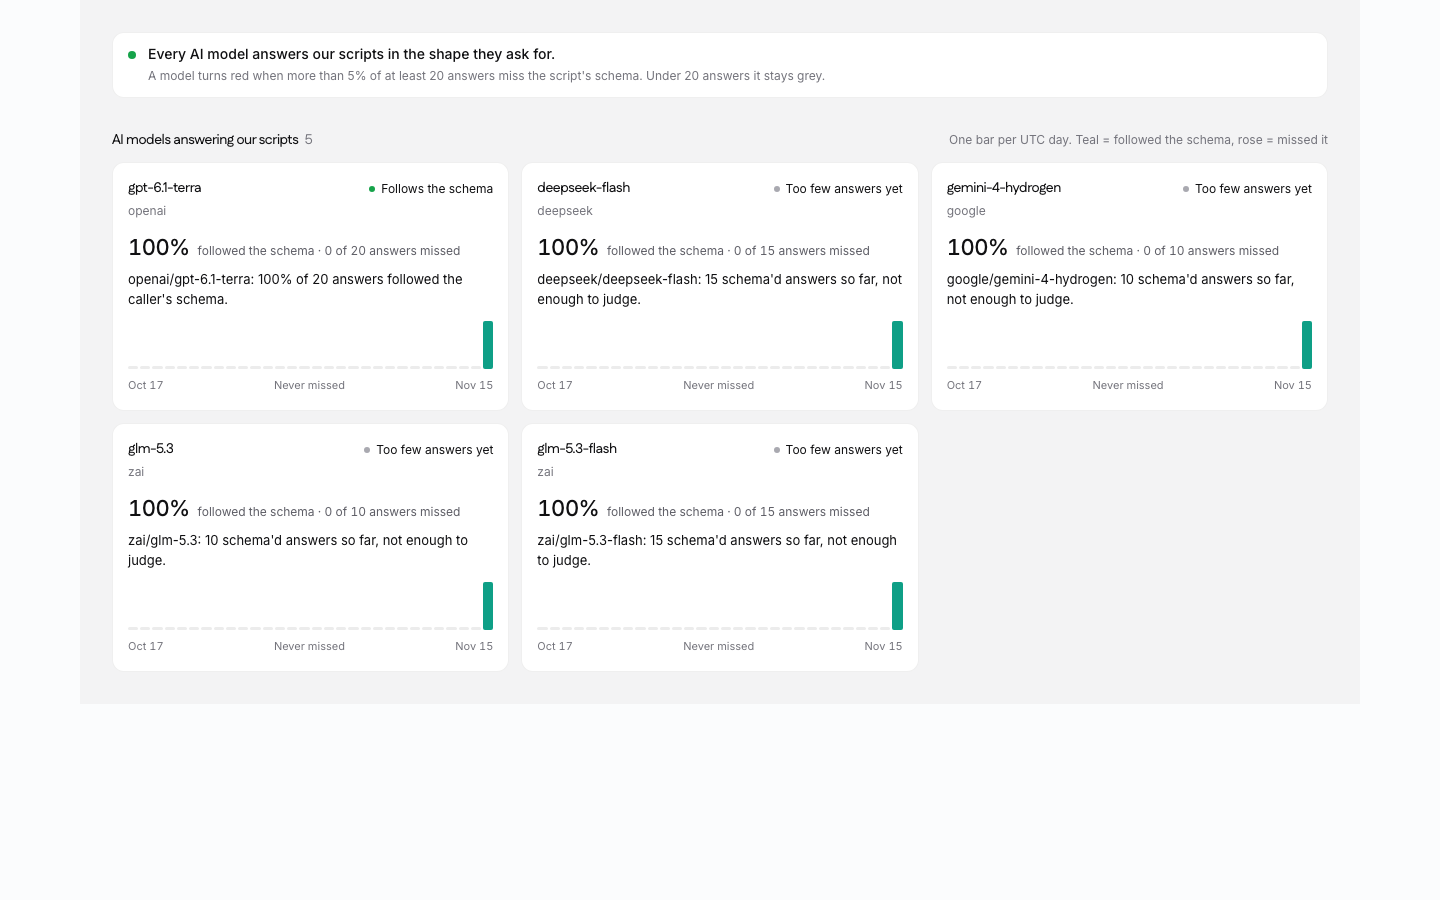 Every AI model answers our scripts in the shape they ask for.
A model turns red when more than 5% of at least 20 answers miss the script's schema. Under 20 answers it stays grey.
AI models answering our scripts 5
One bar per UTC day. Teal = followed the schema, rose = missed it
gpt-6.1-terra
Follows the schema
openai
100% followed the schema · 0 of 20 answers missed
openai/gpt-6.1-terra: 100% of 20 answers followed the
caller's schema.
Oct 17
Never missed
Nov 15
deepseek-flash
Too few answers yet
deepseek
100% followed the schema · 0 of 15 answers missed
deepseek/deepseek-flash: 15 schema'd answers so far, not
enough to judge.
Oct 17
Never missed
Nov 15
gemini-4-hydrogen
Too few answers yet
google
100% followed the schema · 0 of 10 answers missed
google/gemini-4-hydrogen: 10 schema'd answers so far,
not enough to judge.
Oct 17
Never missed
Nov 15
glm-5.3
Too few answers yet
zai
100% followed the schema · 0 of 10 answers missed
zai/glm-5.3: 10 schema'd answers so far, not enough to
judge.
Oct 17
Never missed
Nov 15
glm-5.3-flash
Too few answers yet
zai
100% followed the schema · 0 of 15 answers missed
zai/glm-5.3-flash: 15 schema'd answers so far, not enough
to judge.
Oct 17
Never missed
Nov 15